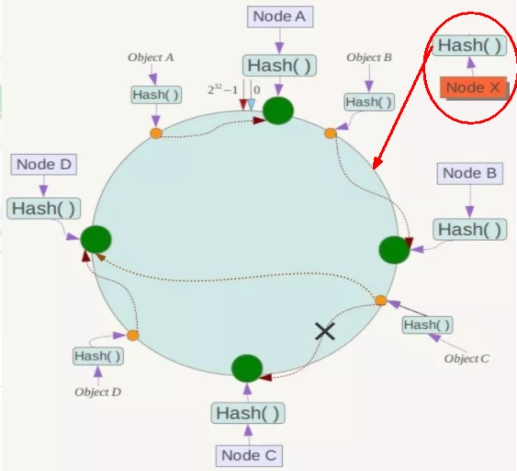 Node A
Hash( )
Object A
Hash( )
2³²−1 0
Object B
Hash( )
Hash( )
Node X
Node D
Hash( )
Node B
Hash( )
Hash( )
Object C
Hash( )
Object D
Hash( )
Node C